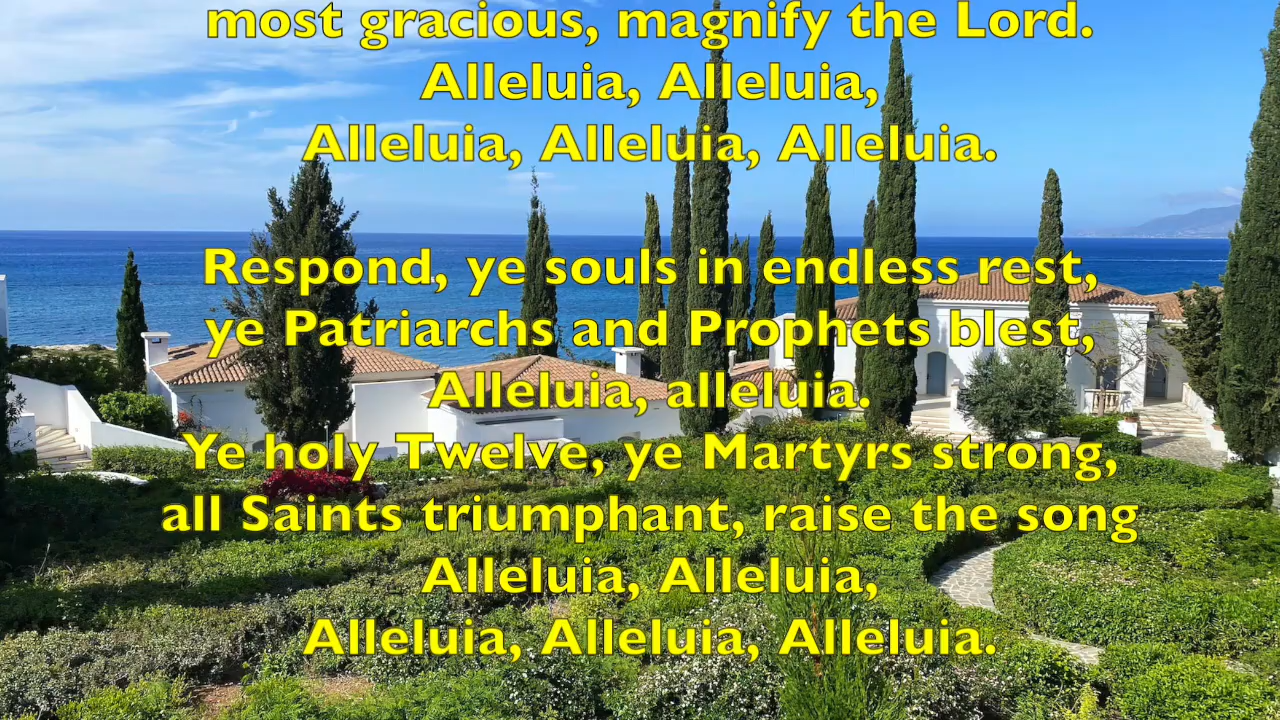 most gracious, magnify the Lord.
Alleluia, Alleluia,
Alleluia, Alleluia, Alleluia.
Respond, ye souls in endless rest,
ye Patriarchs and Prophets blest,
Alleluia, alleluia.
Ye holy Twelve, ye Martyrs strong,
all Saints triumphant, raise the song
Alleluia, Alleluia,
Alleluia, Alleluia, Alleluia.